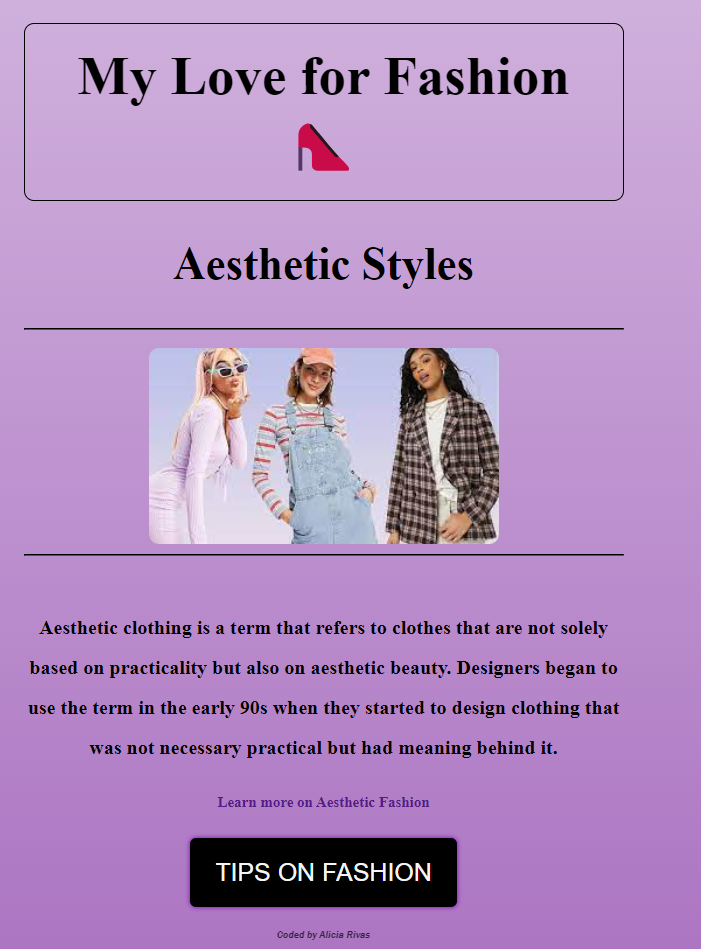 My Love for Fashion
Aesthetic Styles
Aesthetic clothing is a term that refers to clothes that are not solely
based on practicality but also on aesthetic beauty. Designers began to
use the term in the early 90s when they started to design clothing that
was not necessary practical but had meaning behind it.
Learn more on Aesthetic Fashion
TIPS ON FASHION
Coded by Alicia Rivas